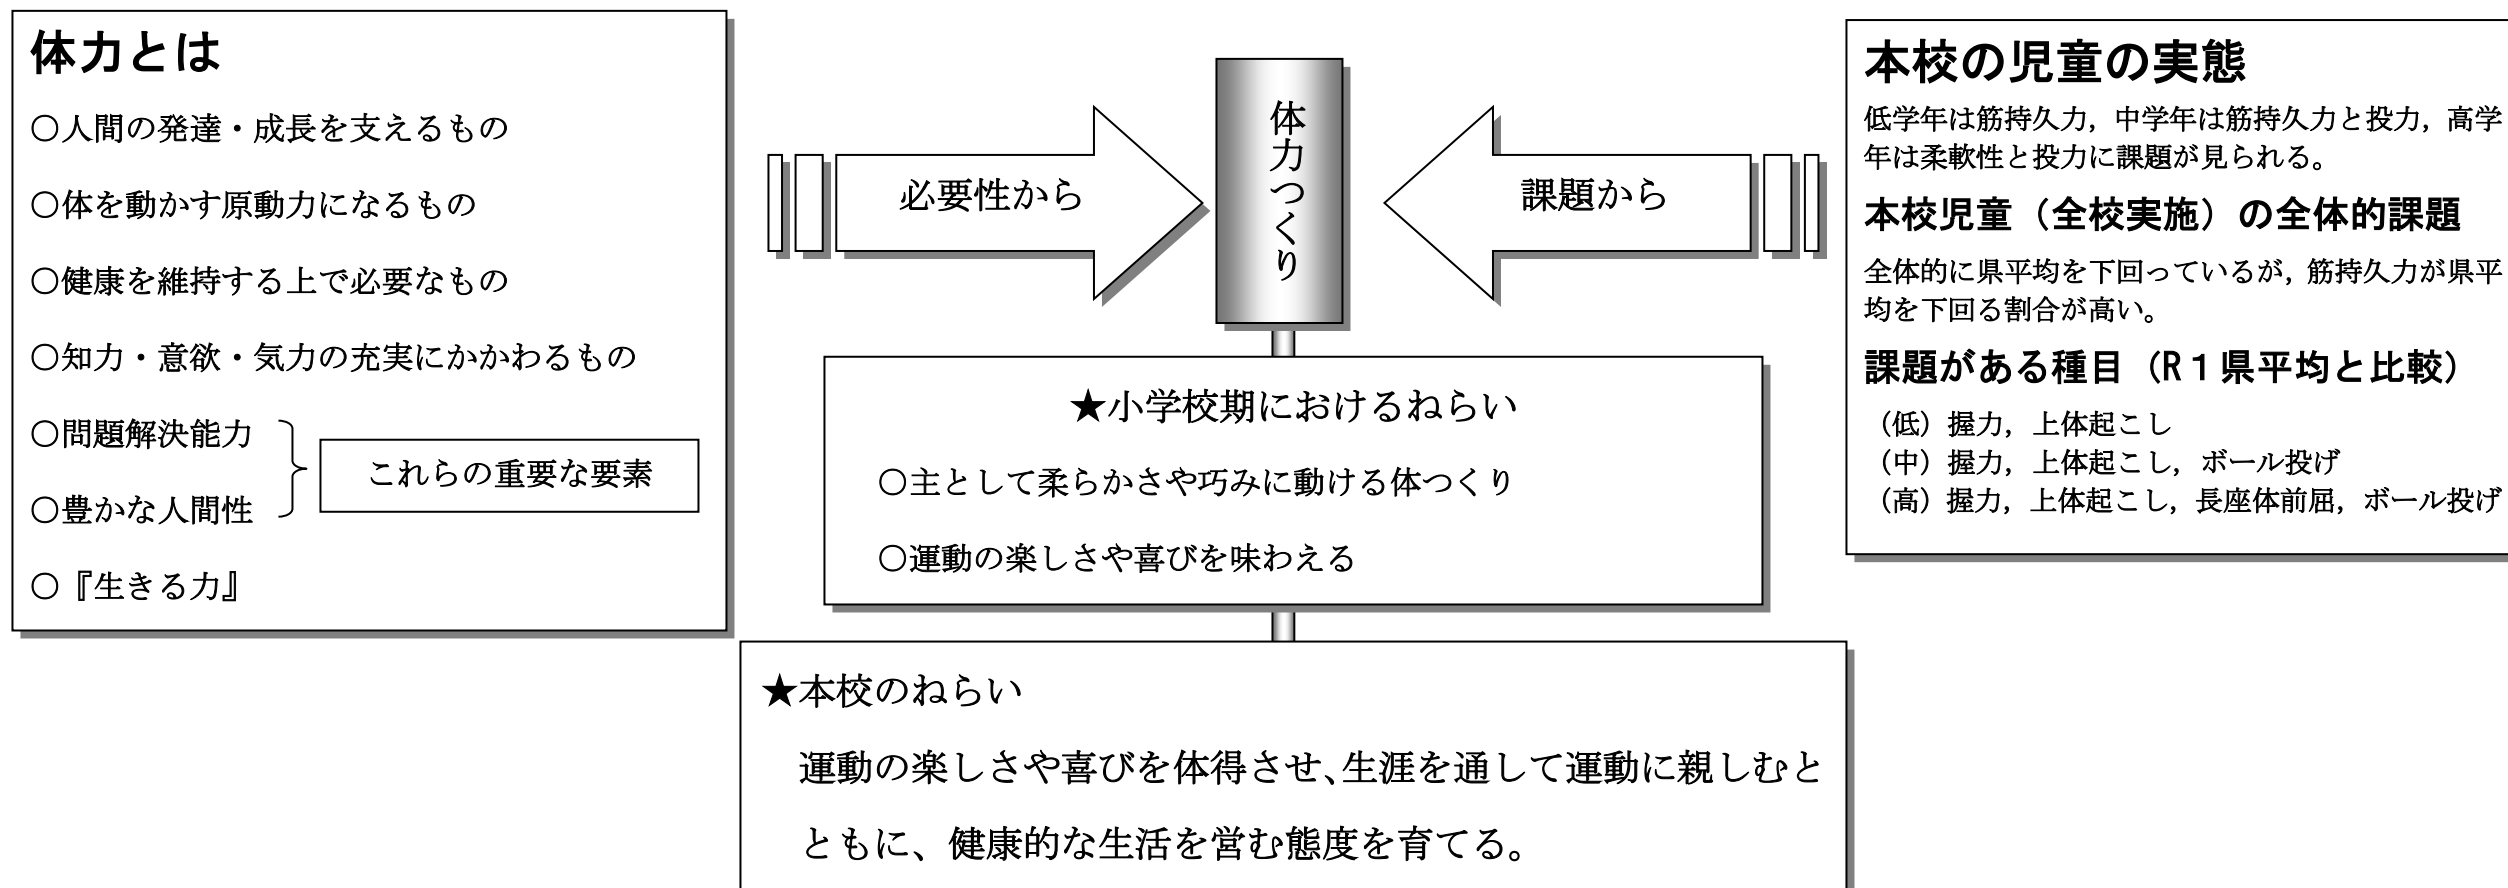 体力とは
○人間の発達・成長を支えるもの
○体を動かす原動力になるもの
○健康を維持する上で必要なもの
○知力・意欲・気力の充実にかかわるもの
○問題解決能力
○豊かな人間性
これらの重要な要素
○『生きる力』
必要性から
体力つくり
課題から
★小学校期におけるねらい
○主として柔らかさや巧みに動ける体つくり
○運動の楽しさや喜びを味わえる
★本校のねらい
運動の楽しさや喜びを体得させ、生涯を通して運動に親しむと
ともに、健康的な生活を営む態度を育てる。
本校の児童の実態
低学年は筋持久力，中学年は筋持久力と投力，高学
年は柔軟性と投力に課題が見られる。
本校児童（全校実施）の全体的課題
全体的に県平均を下回っているが，筋持久力が県平
均を下回る割合が高い。
課題がある種目（R１県平均と比較）
（低）握力，上体起こし
（中）握力，上体起こし，ボール投げ
（高）握力，上体起こし，長座体前屈，ボール投げ